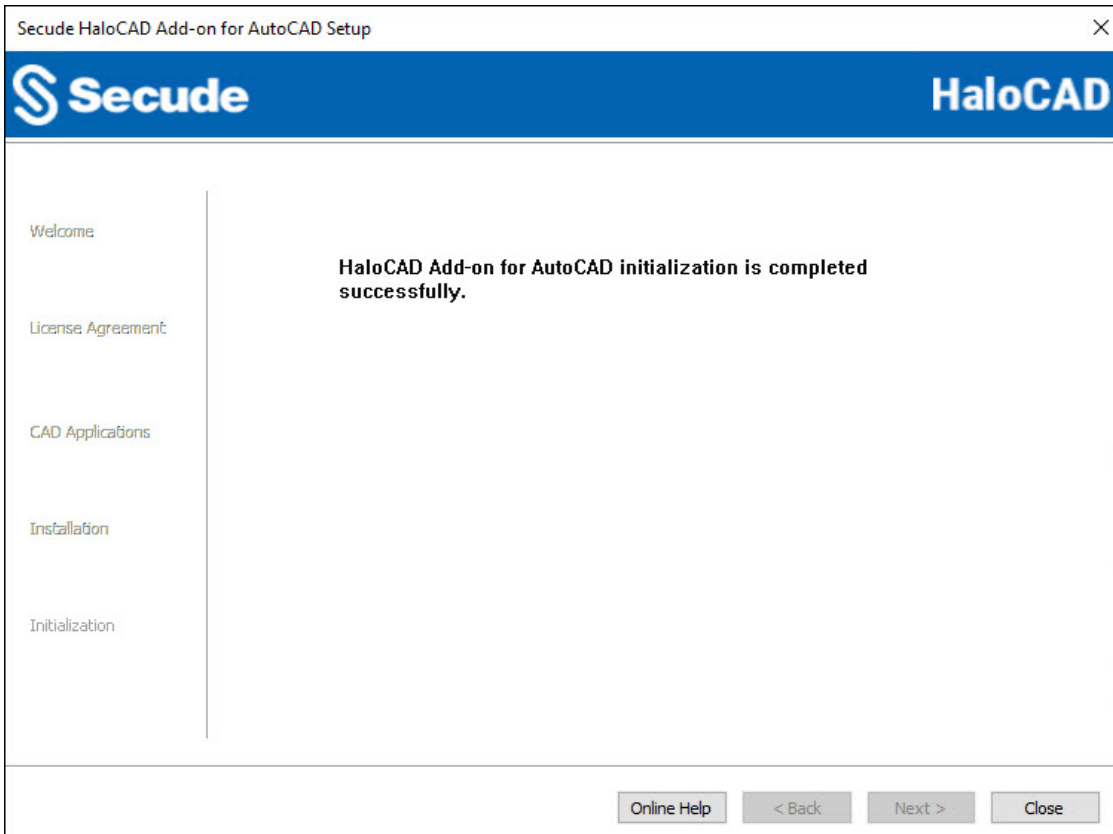 Secude HaloCAD Add-on for AutoCAD Setup
Secude
HaloCAD
Welcome
License Agreement
CAD Applications
Installation
Initialization
HaloCAD Add-on for AutoCAD initialization is completed
successfully.
Online Help
< Back
Next >
Close